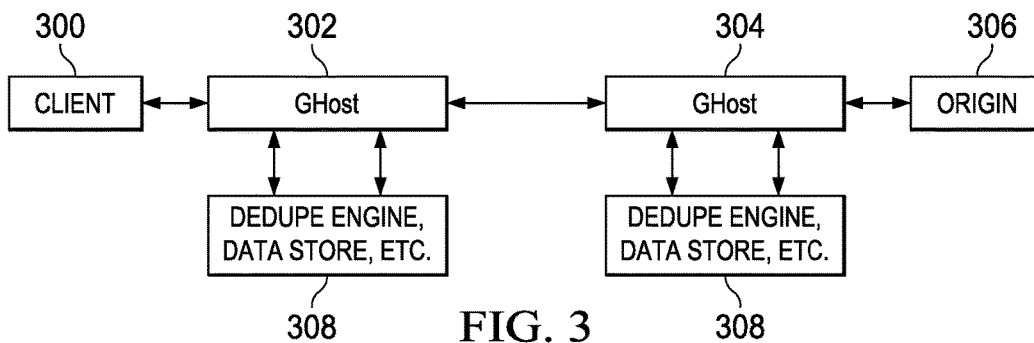 300 302 304 306
CLIENT GHost GHost ORIGIN
DEDUPE ENGINE, DEDUPE ENGINE,
DATA STORE, ETC. DATA STORE, ETC.
308 308
FIG. 3